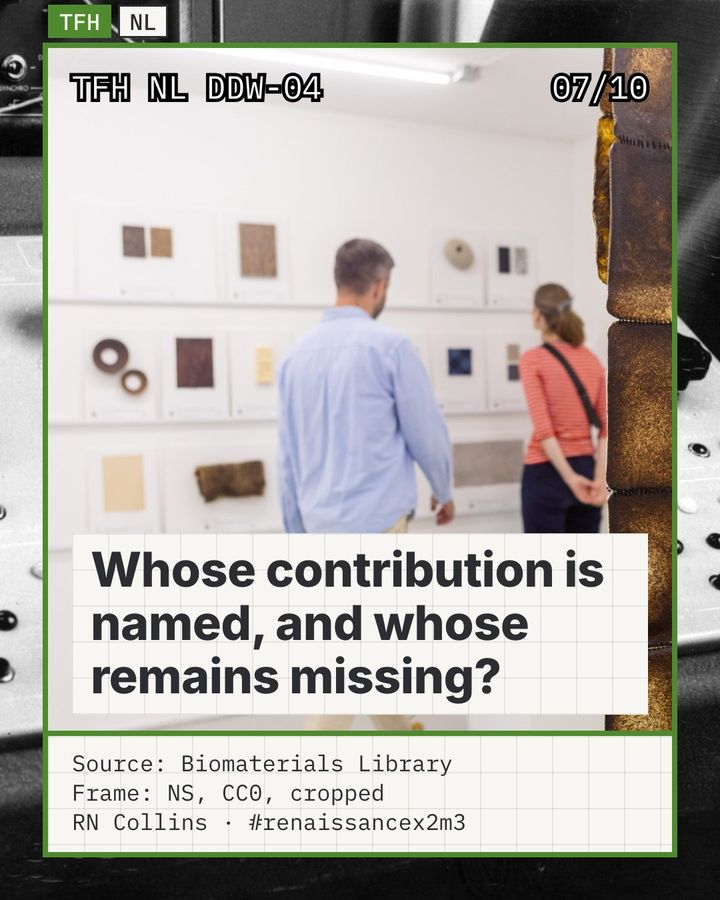 TFH NL
TFH NL DDW-04 07/10
Whose contribution is
named, and whose
remains missing?
Source: Biomaterials Library
Frame: NS, CC0, cropped
RN Collins · #renaissancex2m3